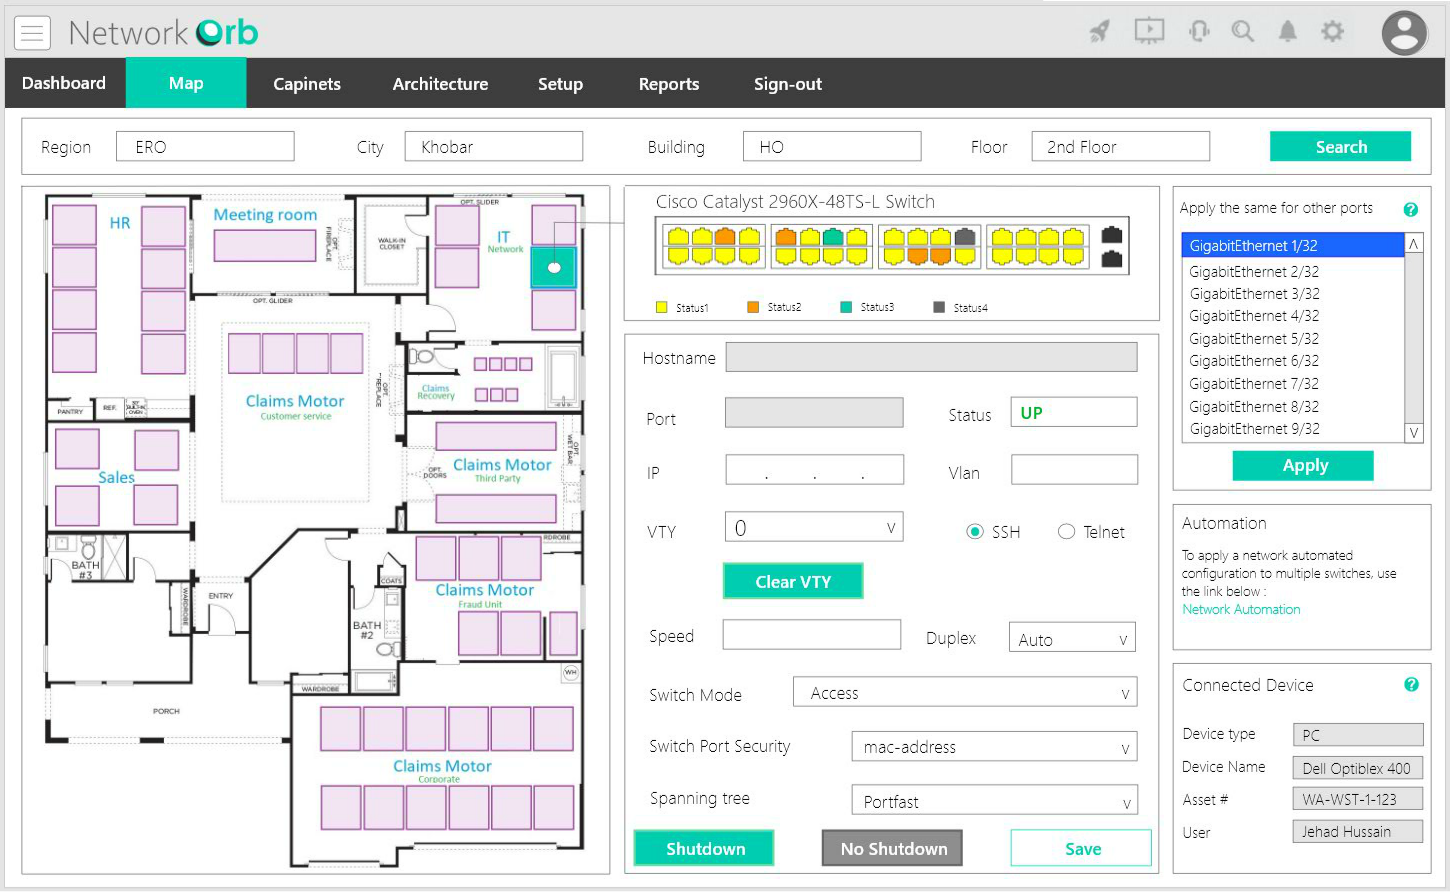 Network Orb
Dashboard
Map
Capinets
Architecture
Setup
Reports
Sign-out
Region
ERO
City
Khobar
Building
HO
Floor
2nd Floor
Search
HR
Meeting room
OPT. FIREPLACE
WALK-IN
CLOSET
OPT. SLIDER
IT
Network
OPT. GLIDER
PANTRY
REF.
Claims Motor
Customer service
OPT.
"REPLACE
Claims
Recovery
Sales
OPT.
DOORS
Claims Motor
Third Party
OPT.
WET BAR
BATH
#3
WARDROBE
ENTRY
COATS
BATH
#2
RDROBE
Claims Motor
Fraud Unit
WH
WARDROBE
PORCH
Claims Motor
Corporate
Cisco Catalyst 2960X-48TS-L Switch
Status1
Status2
Status3
Status4
Hostname
Port
Status
UP
IP
. . .
Vlan
VTY
0
v
SSH
Telnet
Clear VTY
Speed
Duplex
Auto
v
Switch Mode
Access
v
Switch Port Security
mac-address
v
Spanning tree
Portfast
v
Shutdown
No Shutdown
Save
Apply the same for other ports
?
GigabitEthernet 1/32
GigabitEthernet 2/32
GigabitEthernet 3/32
GigabitEthernet 4/32
GigabitEthernet 5/32
GigabitEthernet 6/32
GigabitEthernet 7/32
GigabitEthernet 8/32
GigabitEthernet 9/32
Apply
Automation
To apply a network automated
configuration to multiple switches, use
the link below :
Network Automation
Connected Device
?
Device type
PC
Device Name
Dell Optiblex 400
Asset #
WA-WST-1-123
User
Jehad Hussain